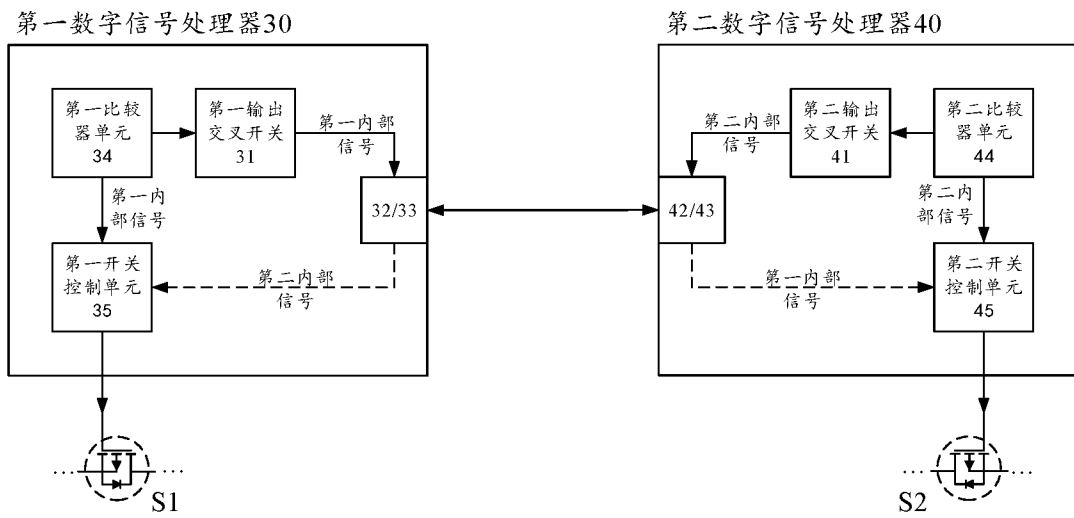 第一数字信号处理器30
第二数字信号处理器40
第一比较
器单元
34
第一输出
交叉开关
31
第一内部
信号
第二内部
信号
第二输出
交叉开关
41
第二比较
器单元
44
第一内
部信号
32/33
42/43
第二内
部信号
第一开关
控制单元
35
第二内部
信号
第一内部
信号
第二开关
控制单元
45
...
...
S1
...
...
S2